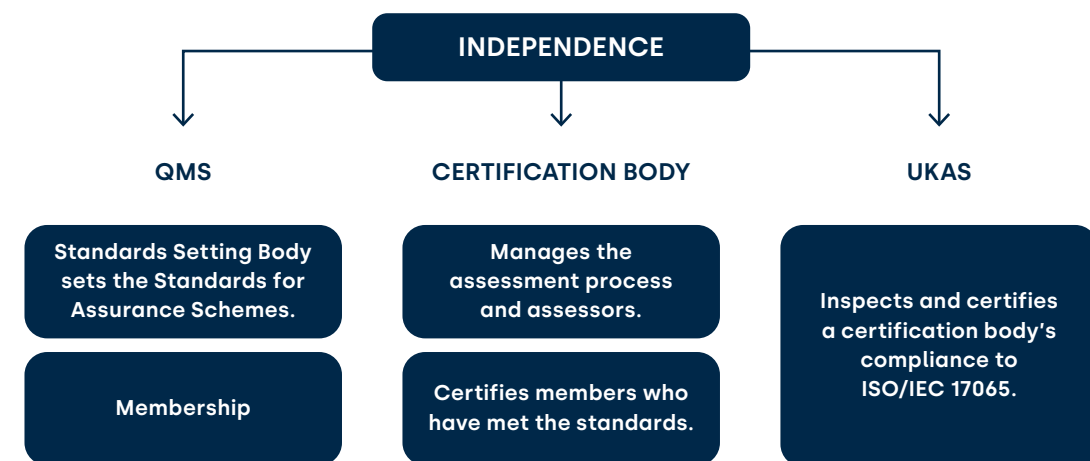 INDEPENDENCE
QMS
CERTIFICATION BODY
UKAS
Standards Setting Body
sets the Standards for
Assurance Schemes.
Membership
Manages the
assessment process
and assessors.
Certifies members who
have met the standards.
Inspects and certifies
a certification body's
compliance to
ISO/IEC 17065.